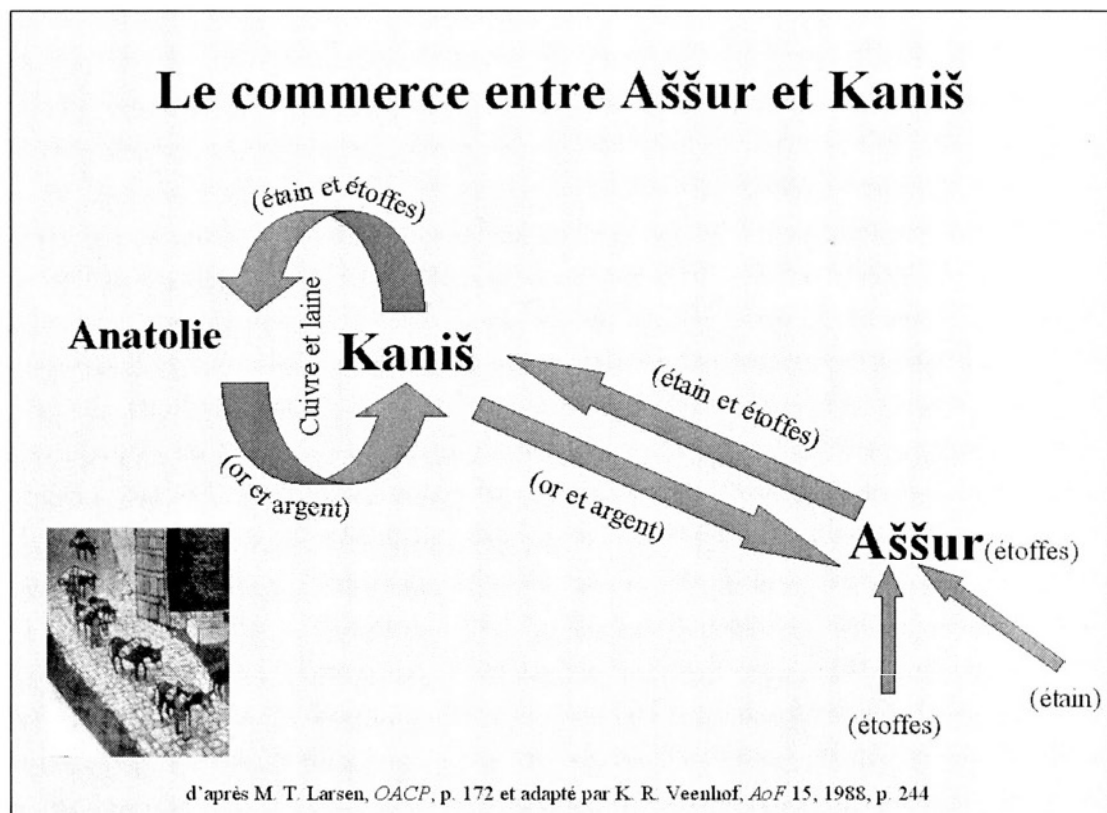 Le commerce entre Aššur et Kaniš
(étain et étoffes)
Cuivre et laine
Anatolie
Kaniš
(or et argent)
(étain et étoffes)
(or et argent)
Aššur (étoffes)
(étoffes)
(étain)
d'après M. T. Larsen, OACP, p. 172 et adapté par K. R. Veenhof, AoF 15, 1988, p. 244